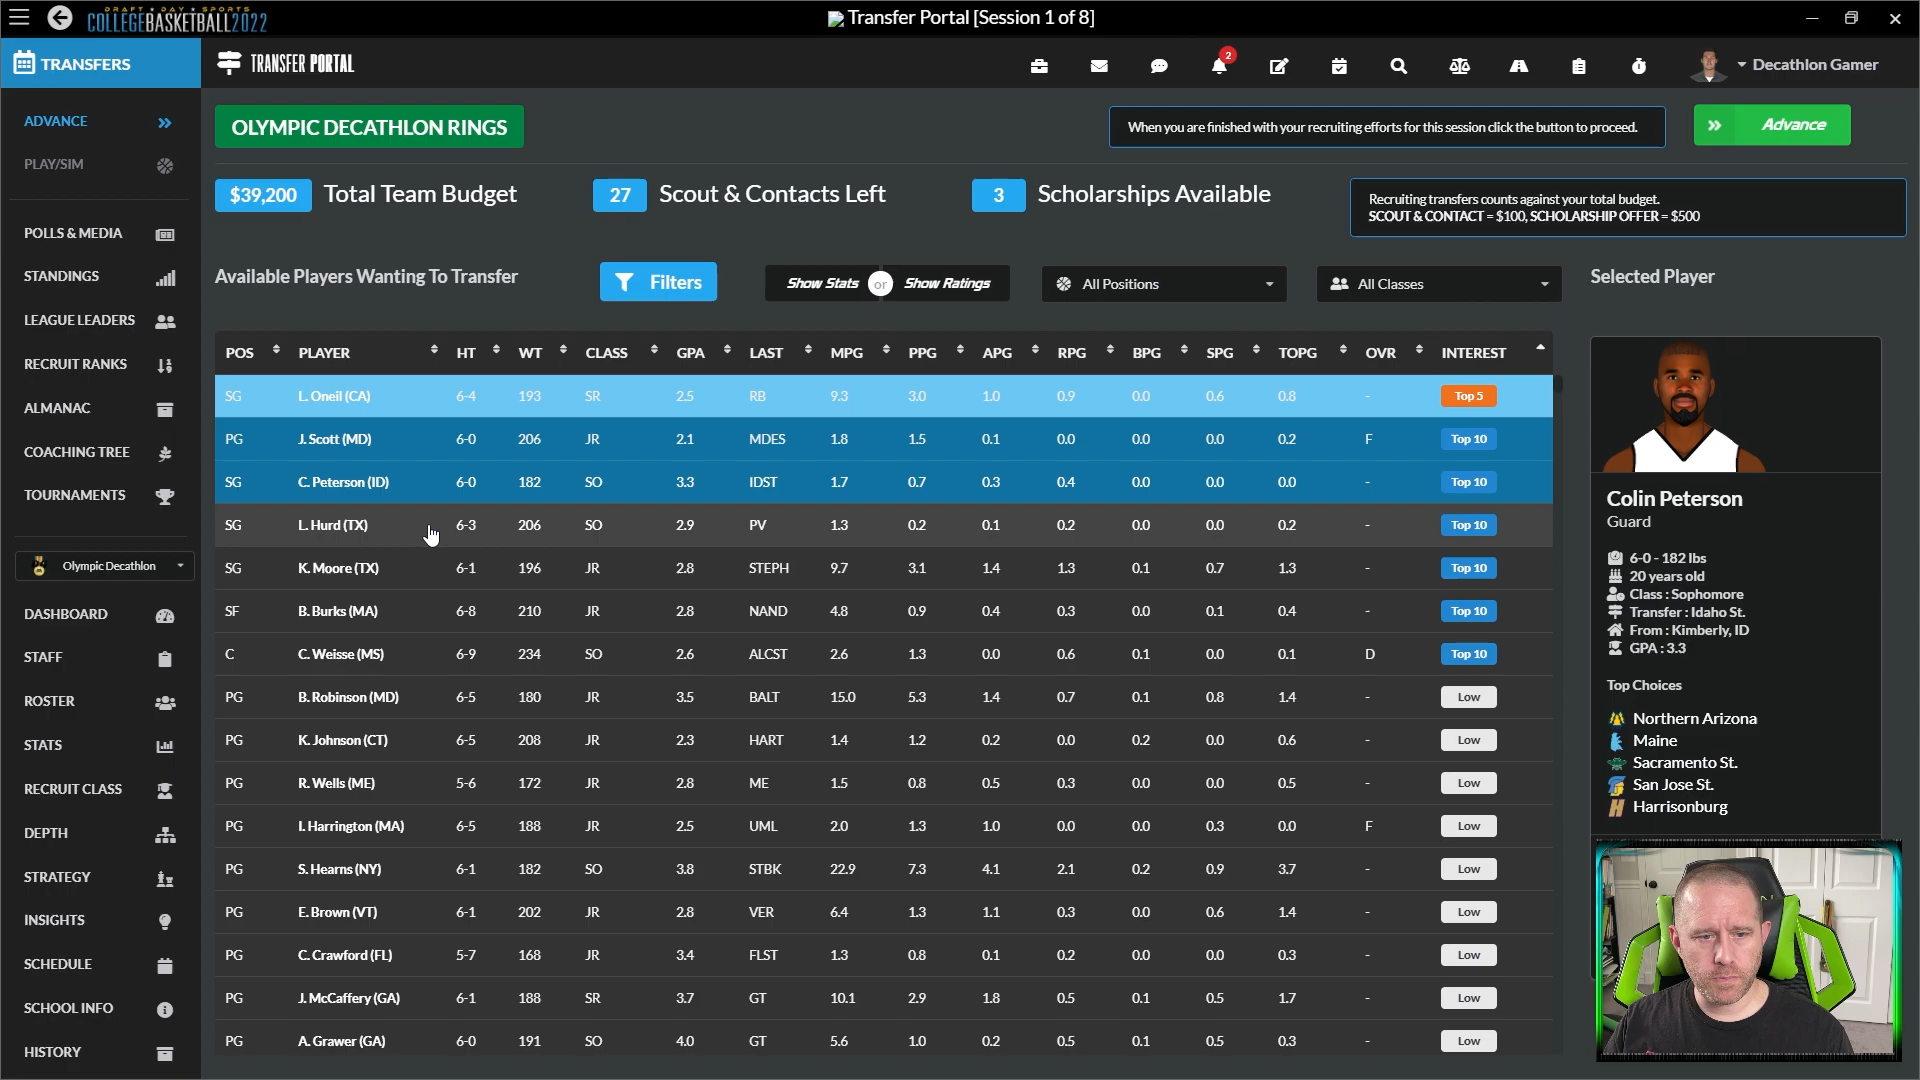 DRAFT • DAY • SPORTS
COLLEGE BASKETBALL 2022
Transfer Portal [Session 1 of 8]
TRANSFERS
TRANSFER PORTAL
2
Decathlon Gamer
ADVANCE
PLAY/SIM
POLLS & MEDIA
STANDINGS
LEAGUE LEADERS
RECRUIT RANKS
ALMANAC
COACHING TREE
TOURNAMENTS
Olympic Decathlon
DASHBOARD
STAFF
ROSTER
STATS
RECRUIT CLASS
DEPTH
STRATEGY
INSIGHTS
SCHEDULE
SCHOOL INFO
HISTORY
OLYMPIC DECATHLON RINGS
When you are finished with your recruiting efforts for this session click the button to proceed.
Advance
$39,200 Total Team Budget
27 Scout & Contacts Left
3 Scholarships Available
Recruiting transfers counts against your total budget.
SCOUT & CONTACT = $100, SCHOLARSHIP OFFER = $500
Available Players Wanting To Transfer
Filters
Show Stats or Show Ratings
All Positions
All Classes
Selected Player
POS PLAYER HT WT CLASS GPA LAST MPG PPG APG RPG BPG SPG TOPG OVR INTEREST
SG L. Oneil (CA) 6-4 193 SR 2.5 RB 9.3 3.0 1.0 0.9 0.0 0.6 0.8 - Top 5
PG J. Scott (MD) 6-0 206 JR 2.1 MDES 1.8 1.5 0.1 0.0 0.0 0.0 0.2 F Top 10
SG C. Peterson (ID) 6-0 182 SO 3.3 IDST 1.7 0.7 0.3 0.4 0.0 0.0 0.0 - Top 10
SG L. Hurd (TX) 6-3 206 SO 2.9 PV 1.3 0.2 0.1 0.2 0.0 0.0 0.2 - Top 10
SG K. Moore (TX) 6-1 196 JR 2.8 STEPH 9.7 3.1 1.4 1.3 0.1 0.7 1.3 - Top 10
SF B. Burks (MA) 6-8 210 JR 2.8 NAND 4.8 0.9 0.4 0.3 0.0 0.1 0.4 - Top 10
C C. Weisse (MS) 6-9 234 SO 2.6 ALCST 2.6 1.3 0.0 0.6 0.1 0.0 0.1 D Top 10
PG B. Robinson (MD) 6-5 180 JR 3.5 BALT 15.0 5.3 1.4 0.7 0.1 0.8 1.4 - Low
PG K. Johnson (CT) 6-5 208 JR 2.3 HART 1.4 1.2 0.2 0.0 0.2 0.0 0.6 - Low
PG R. Wells (ME) 5-6 172 JR 2.8 ME 1.5 0.8 0.5 0.3 0.0 0.0 0.5 - Low
PG I. Harrington (MA) 6-5 188 JR 2.5 UML 2.0 1.3 1.0 0.0 0.0 0.3 0.0 F Low
PG S. Hearns (NY) 6-1 182 SO 3.8 STBK 22.9 7.3 4.1 2.1 0.2 0.9 3.7 - Low
PG E. Brown (VT) 6-1 202 JR 2.8 VER 6.4 1.3 1.1 0.3 0.0 0.6 1.4 - Low
PG C. Crawford (FL) 5-7 168 JR 3.4 FLST 1.3 0.8 0.1 0.2 0.0 0.0 0.3 - Low
PG J. McCaffery (GA) 6-1 188 SR 3.7 GT 10.1 2.9 1.8 0.5 0.1 0.5 1.7 - Low
PG A. Grawer (GA) 6-0 191 SO 4.0 GT 5.6 1.0 0.2 0.5 0.1 0.5 0.3 - Low
Colin Peterson
Guard
6-0 - 182 lbs
20 years old
Class : Sophomore
Transfer : Idaho St.
From : Kimberly, ID
GPA : 3.3
Top Choices
Northern Arizona
Maine
Sacramento St.
San Jose St.
Harrisonburg